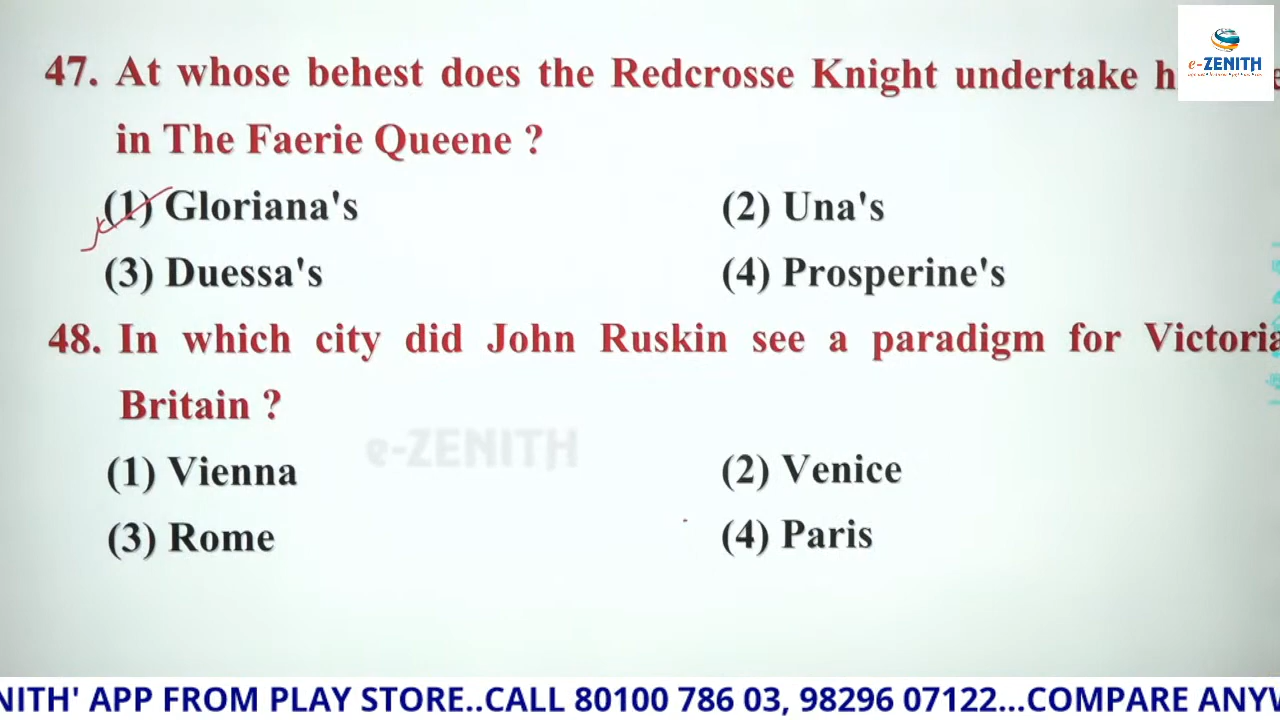 e-ZENITH
47. At whose behest does the Redcrosse Knight undertake
in The Faerie Queene ?
(1) Gloriana's (2) Una's
(3) Duessa's (4) Prosperine's
48. In which city did John Ruskin see a paradigm for Victoria
Britain ?
e-ZENITH
(1) Vienna (2) Venice
(3) Rome (4) Paris
NITH' APP FROM PLAY STORE..CALL 80100 786 03, 98296 07122...COMPARE ANYW